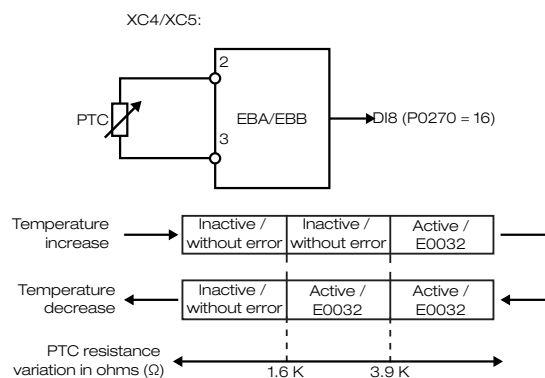 XC4/XC5:
2
PTC
EBA/EBB
DI8 (P0270 = 16)
3
Temperature
increase
Inactive /
without error
Inactive /
without error
Active /
E0032
Temperature
decrease
Inactive /
without error
Active /
E0032
Active /
E0032
PTC resistance
variation in ohms (Ω)
1.6 K
3.9 K